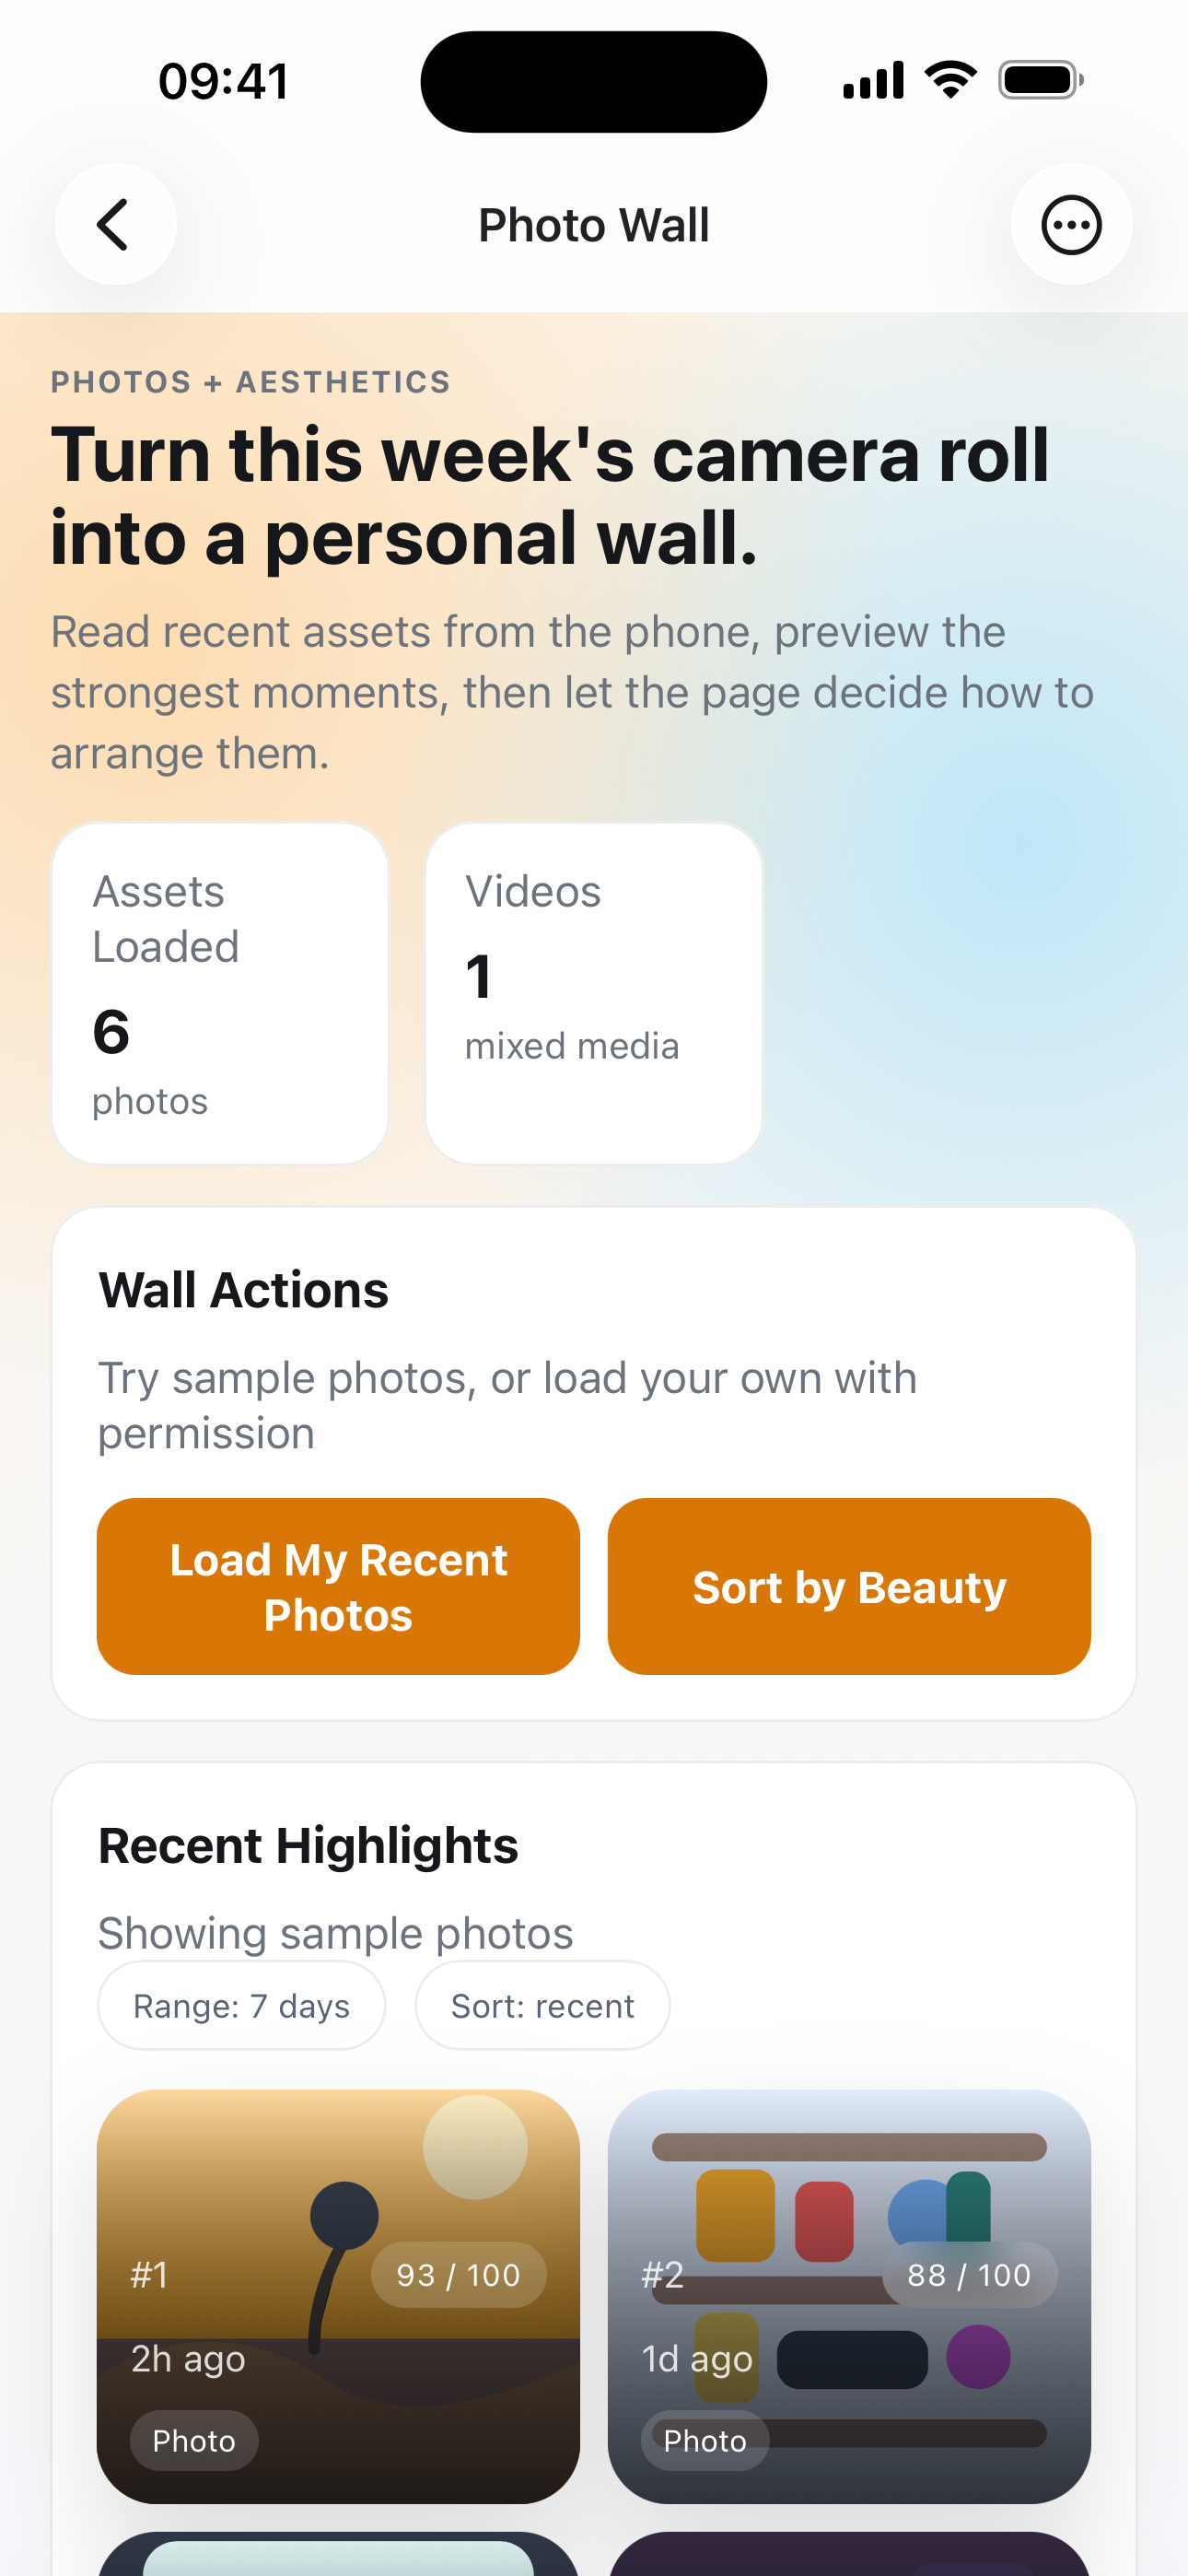 09:41
Photo Wall
PHOTOS + AESTHETICS
Turn this week's camera roll
into a personal wall.
Read recent assets from the phone, preview the
strongest moments, then let the page decide how to
arrange them.
Assets
Loaded
6
photos
Videos
1
mixed media
Wall Actions
Try sample photos, or load your own with
permission
Load My Recent
Photos
Sort by Beauty
Recent Highlights
Showing sample photos
Range: 7 days
Sort: recent
#1
93 / 100
2h ago
Photo
#2
88 / 100
1d ago
Photo